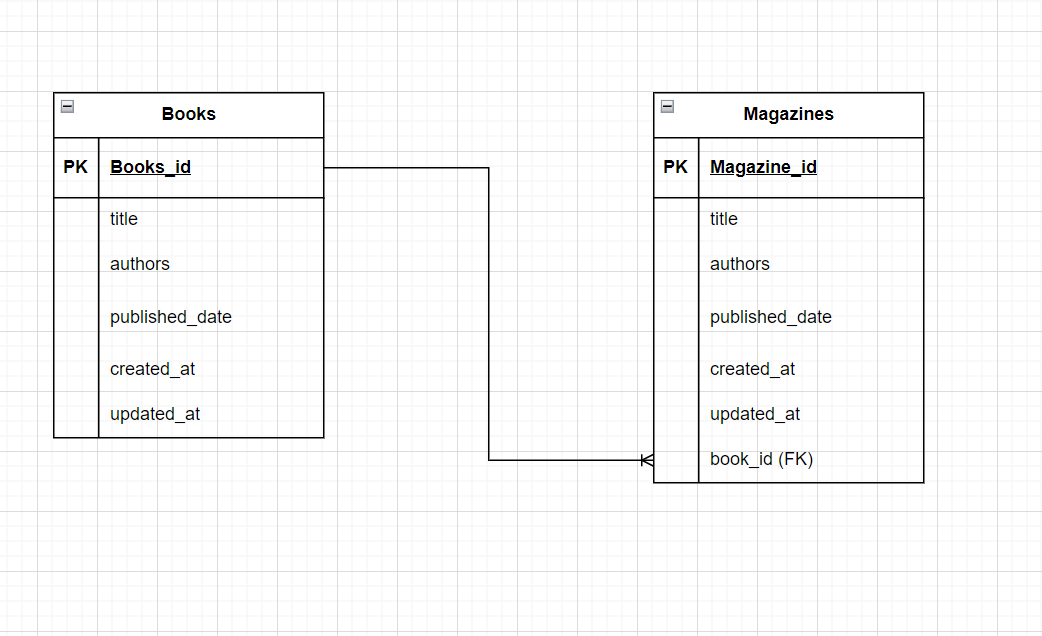 Books
PK Books_id
title
authors
published_date
created_at
updated_at
Magazines
PK Magazine_id
title
authors
published_date
created_at
updated_at
book_id (FK)